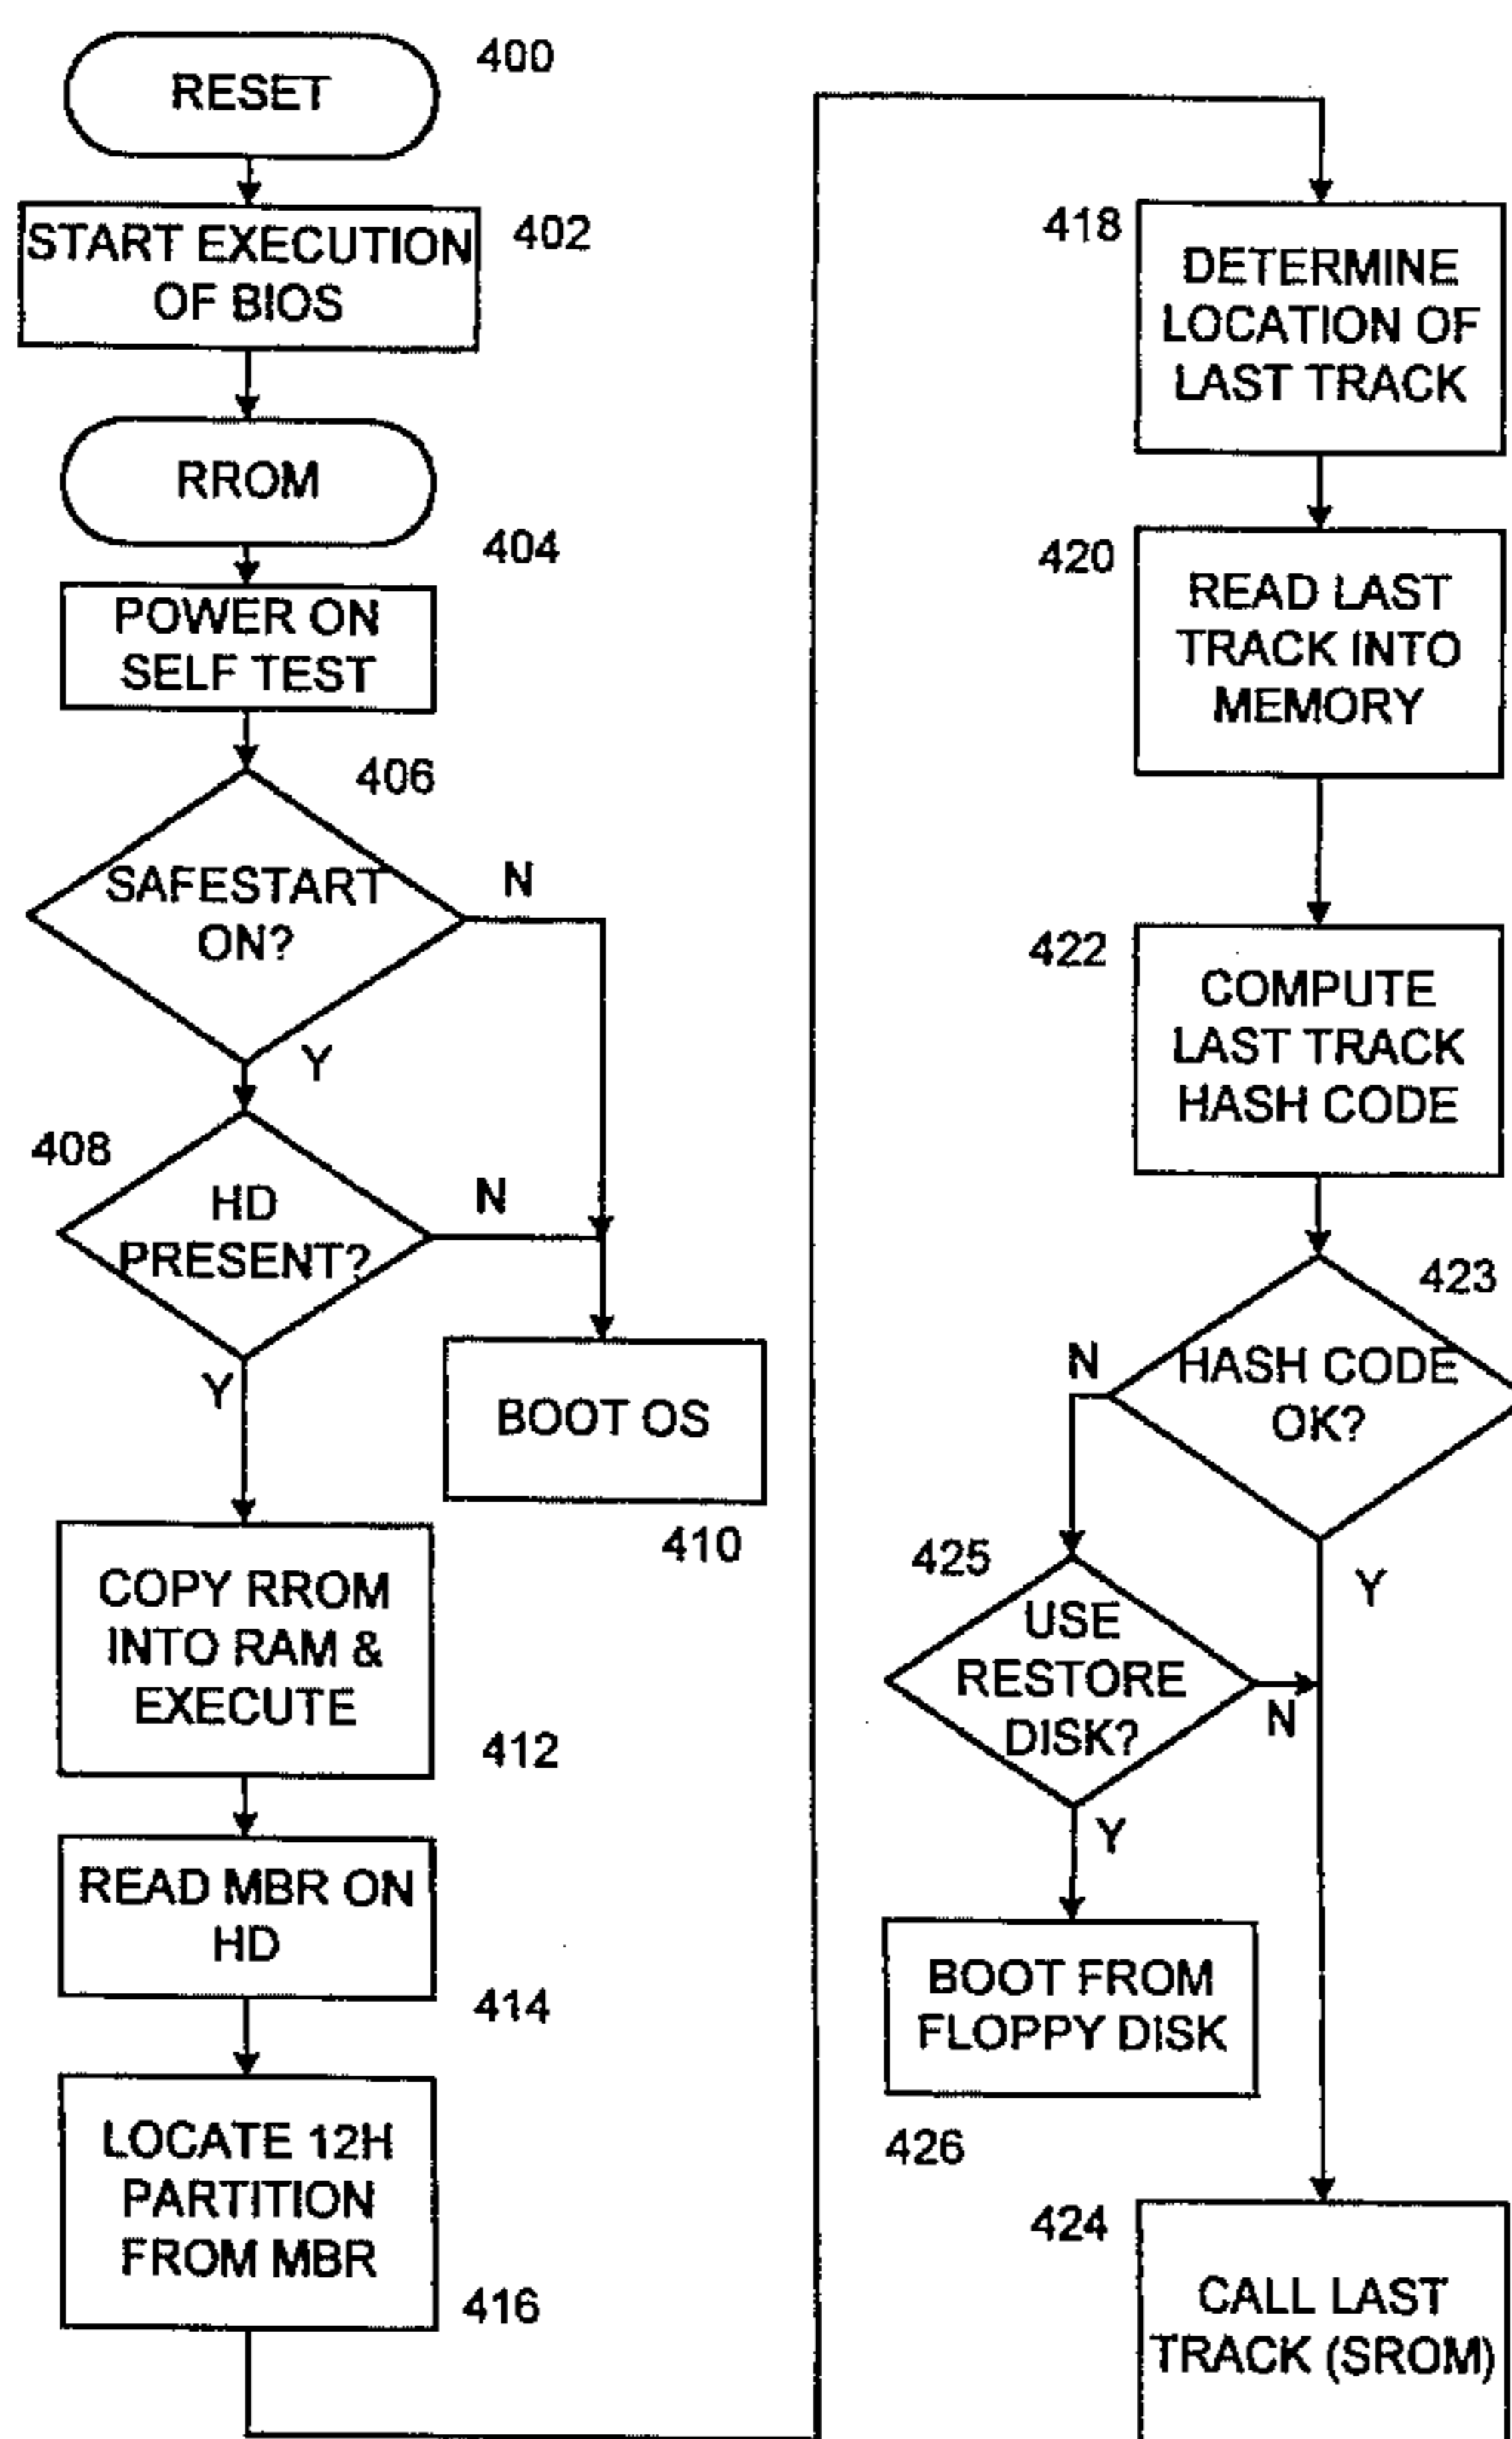 RESET
400
START EXECUTION
OF BIOS
402
RROM
404
POWER ON
SELF TEST
406
SAFESTART
ON?
N
Y
408
HD
PRESENT?
N
Y
BOOT OS
410
COPY RROM
INTO RAM &
EXECUTE
412
READ MBR ON
HD
414
LOCATE 12H
PARTITION
FROM MBR
416
418
DETERMINE
LOCATION OF
LAST TRACK
420
READ LAST
TRACK INTO
MEMORY
422
COMPUTE
LAST TRACK
HASH CODE
423
HASH CODE
OK?
N
Y
425
USE
RESTORE
DISK?
N
Y
BOOT FROM
FLOPPY DISK
426
424
CALL LAST
TRACK (SROM)